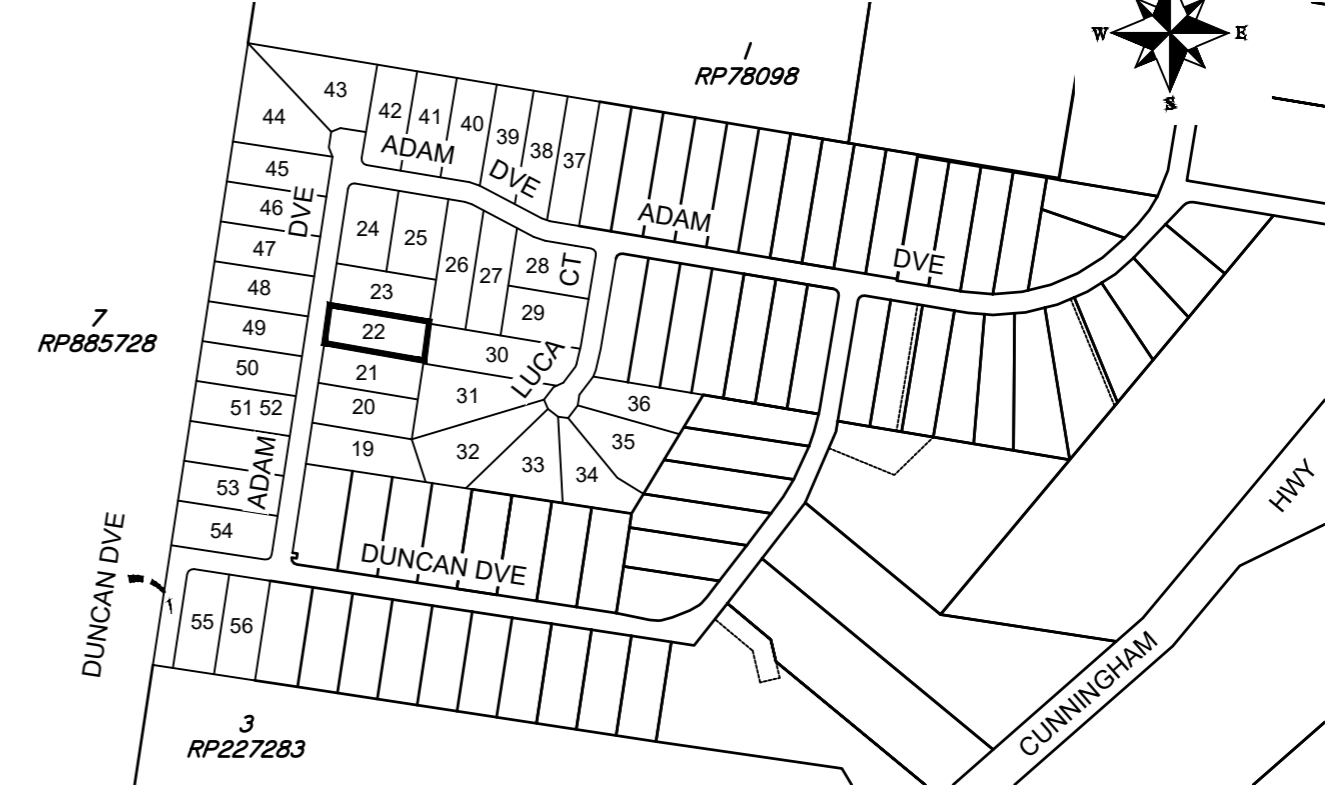 W
E
S
1
RP78098
43
42
41
40
39
38
37
44
ADAM
DVE
45
46
DVE
ADAM
DVE
47
24
25
26
27
28
CT
48
23
29
7
RP885728
49
22
30
LUCA
50
21
31
51 52
20
36
19
32
33
34
35
53
ADAM
54
HWY
DUNCAN DVE
DUNCAN DVE
55
56
CUNNINGHAM
3
RP227283